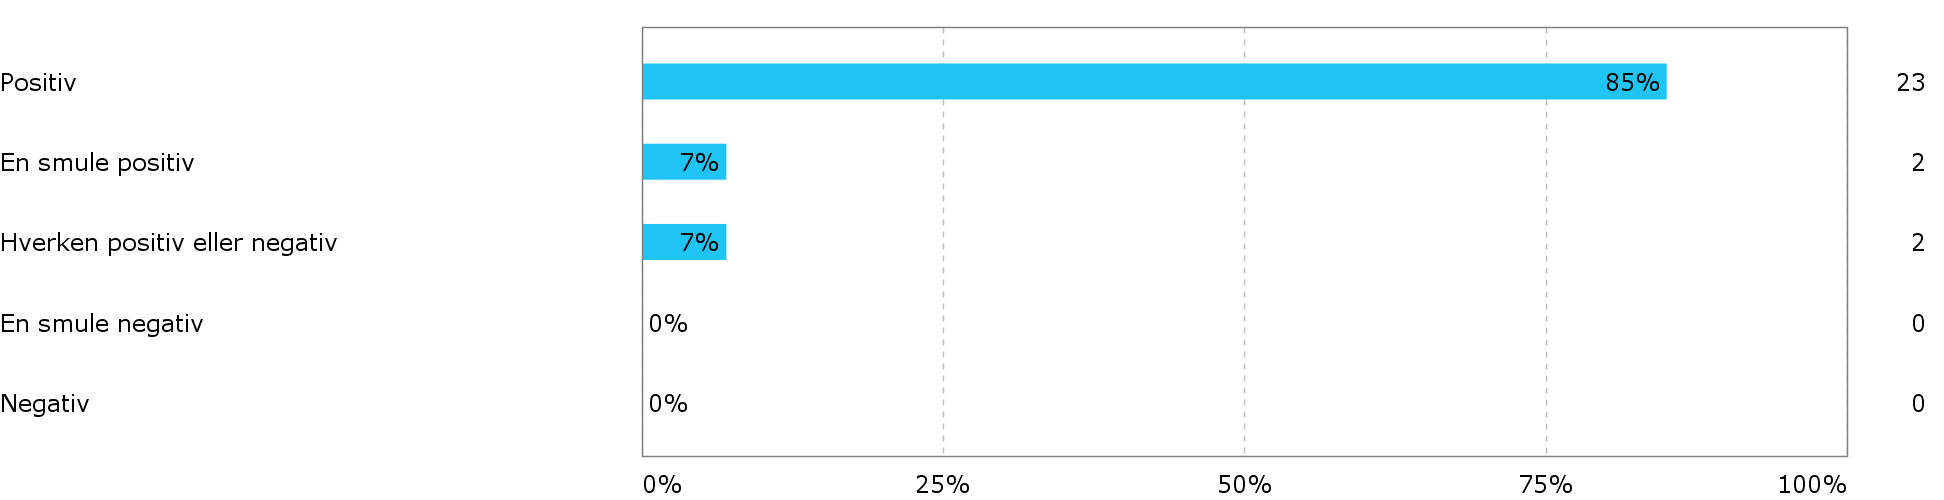 Positiv 85% 23
En smule positiv 7% 2
Hverken positiv eller negativ 7% 2
En smule negativ 0% 0
Negativ 0% 0
0% 25% 50% 75% 100%